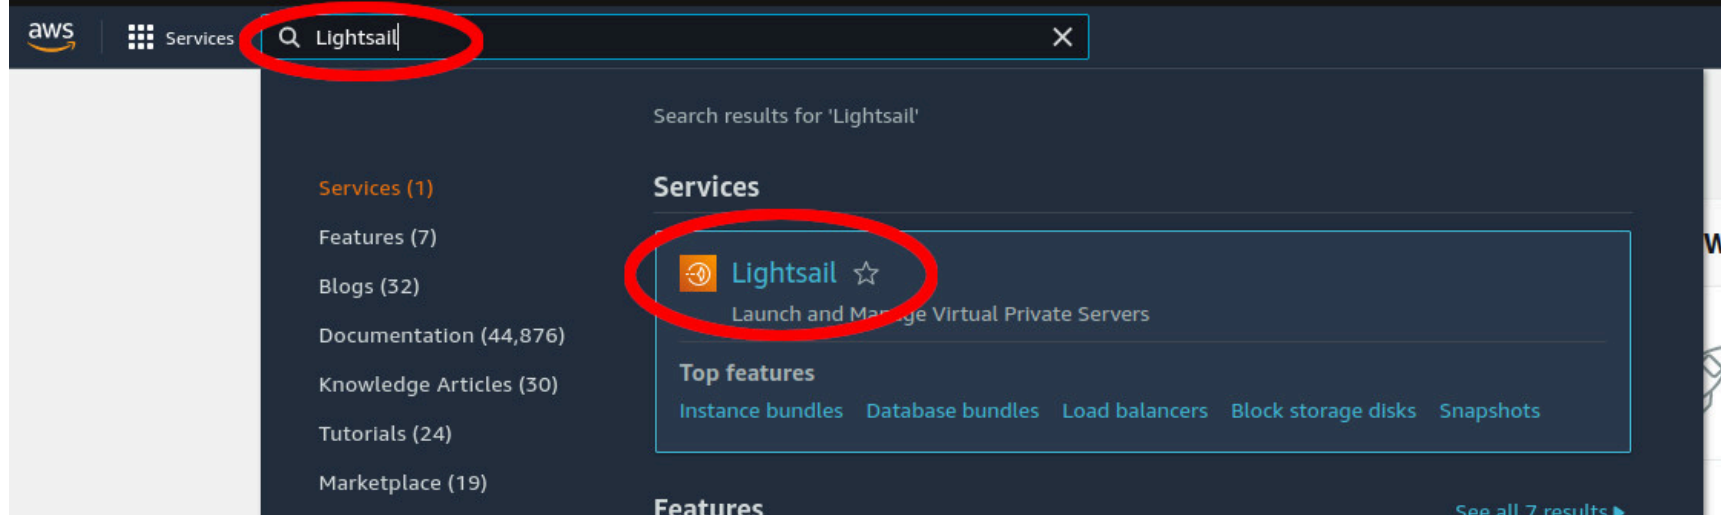 aws
Services
Lightsail
Search results for 'Lightsail'
Services (1)
Features (7)
Blogs (32)
Documentation (44,876)
Knowledge Articles (30)
Tutorials (24)
Marketplace (19)
Services
Lightsail
Launch and Manage Virtual Private Servers
Top features
Instance bundles Database bundles Load balancers Block storage disks Snapshots
Features
See all 7 results
W